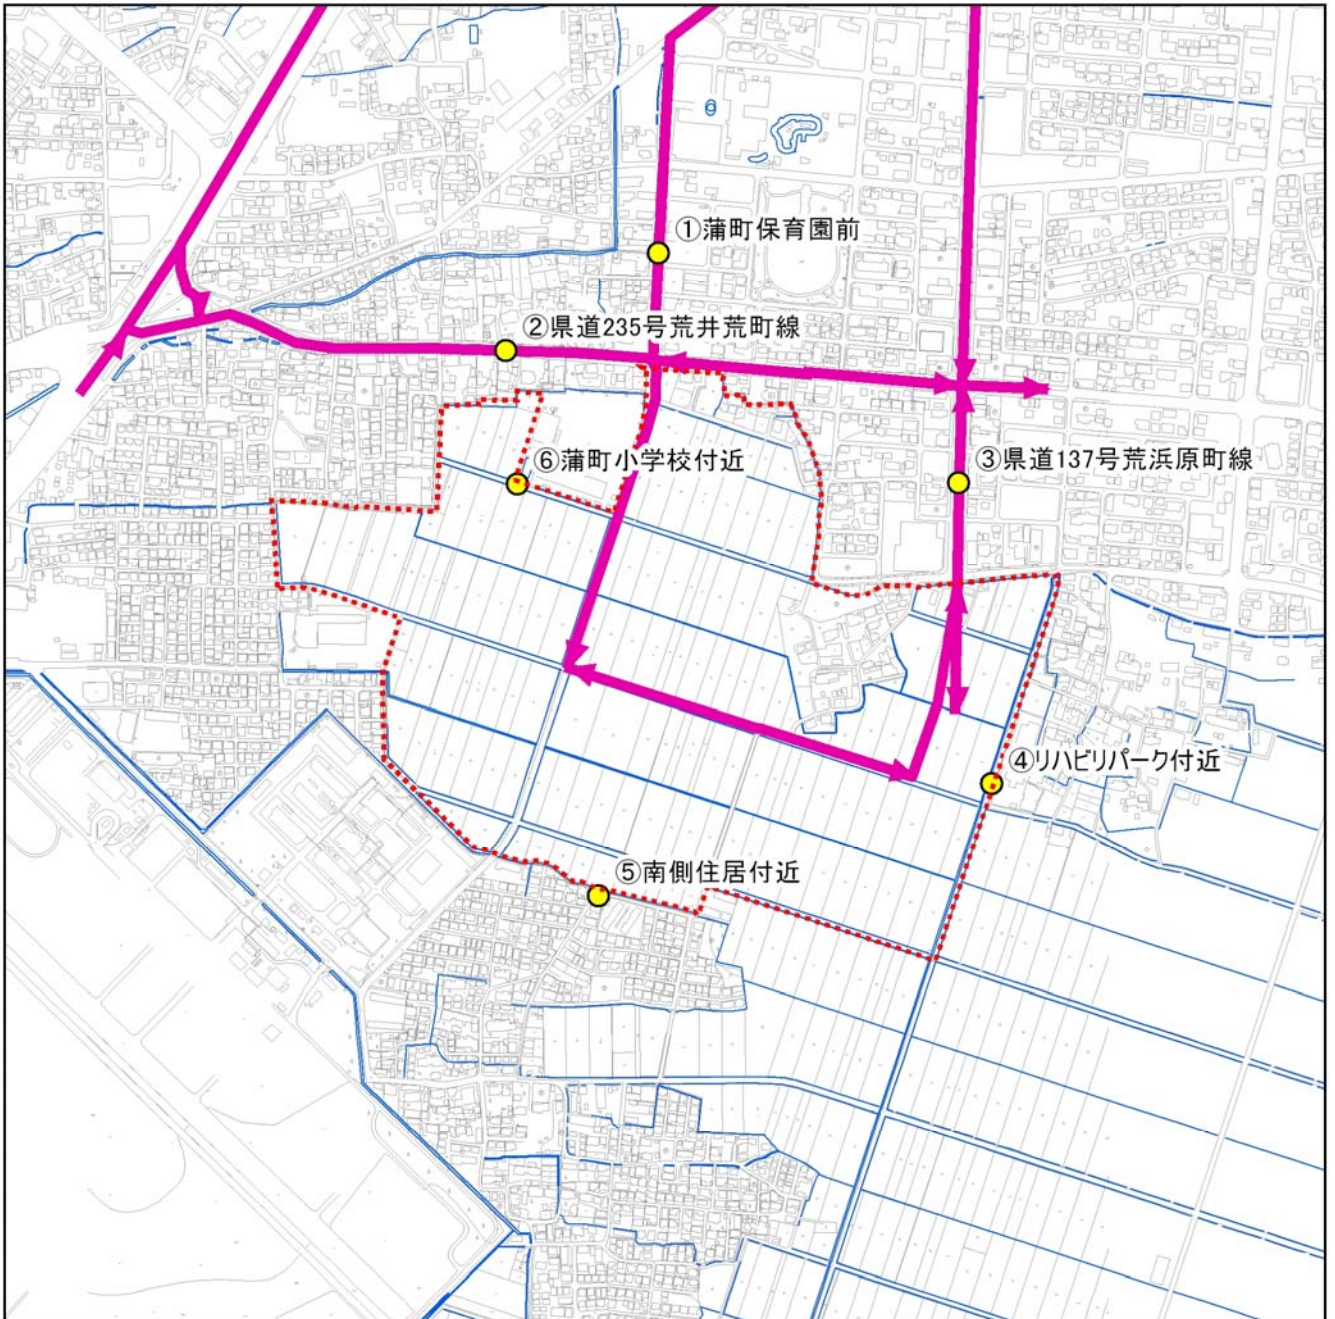 ①蒲町保育園前
②県道235号荒井荒町線
③県道137号荒浜原町線
⑥蒲町小学校付近
④リハビリパーク付近
⑤南側住居付近